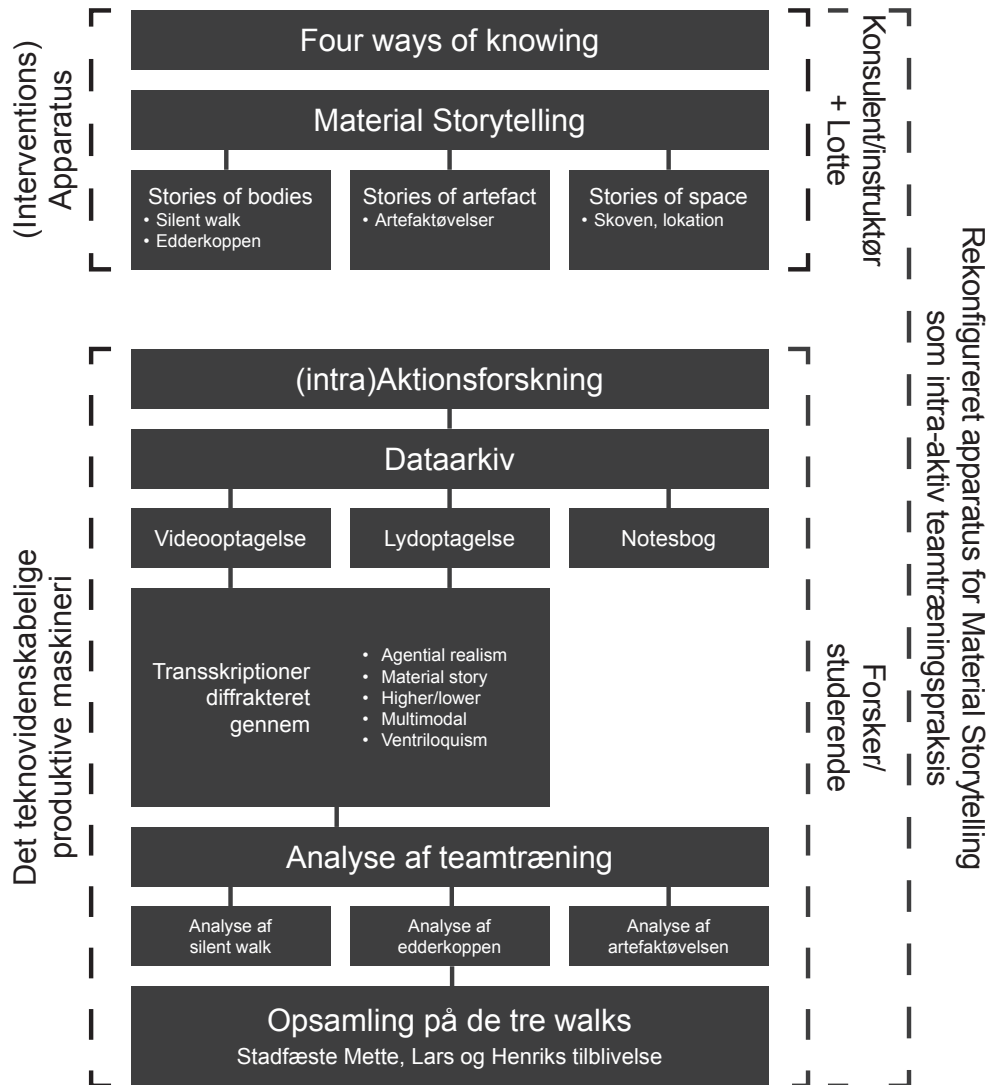 (Interventions)
Apparatus
Four ways of knowing
Material Storytelling
Stories of bodies
• Silent walk
• Edderkoppen
Stories of artefact
• Artefaktøvelser
Stories of space
• Skoven, lokation
Konsulent/instruktør
+ Lotte
Det teknovidenskabelige
produktive maskineri
(intra)Aktionsforskning
Dataarkiv
Videooptagelse
Lydoptagelse
Notesbog
Transskriptioner
diffrakteret
gennem
• Agential realism
• Material story
• Higher/lower
• Multimodal
• Ventriloquism
Analyse af teamtræning
Analyse af
silent walk
Analyse af
edderkoppen
Analyse af
artefaktøvelsen
Opsamling på de tre walks
Stadfæste Mette, Lars og Henriks tilblivelse
Forsker/
studerende
Rekonfigureret apparatus for Material Storytelling
som intra-aktiv teamtræningspraksis